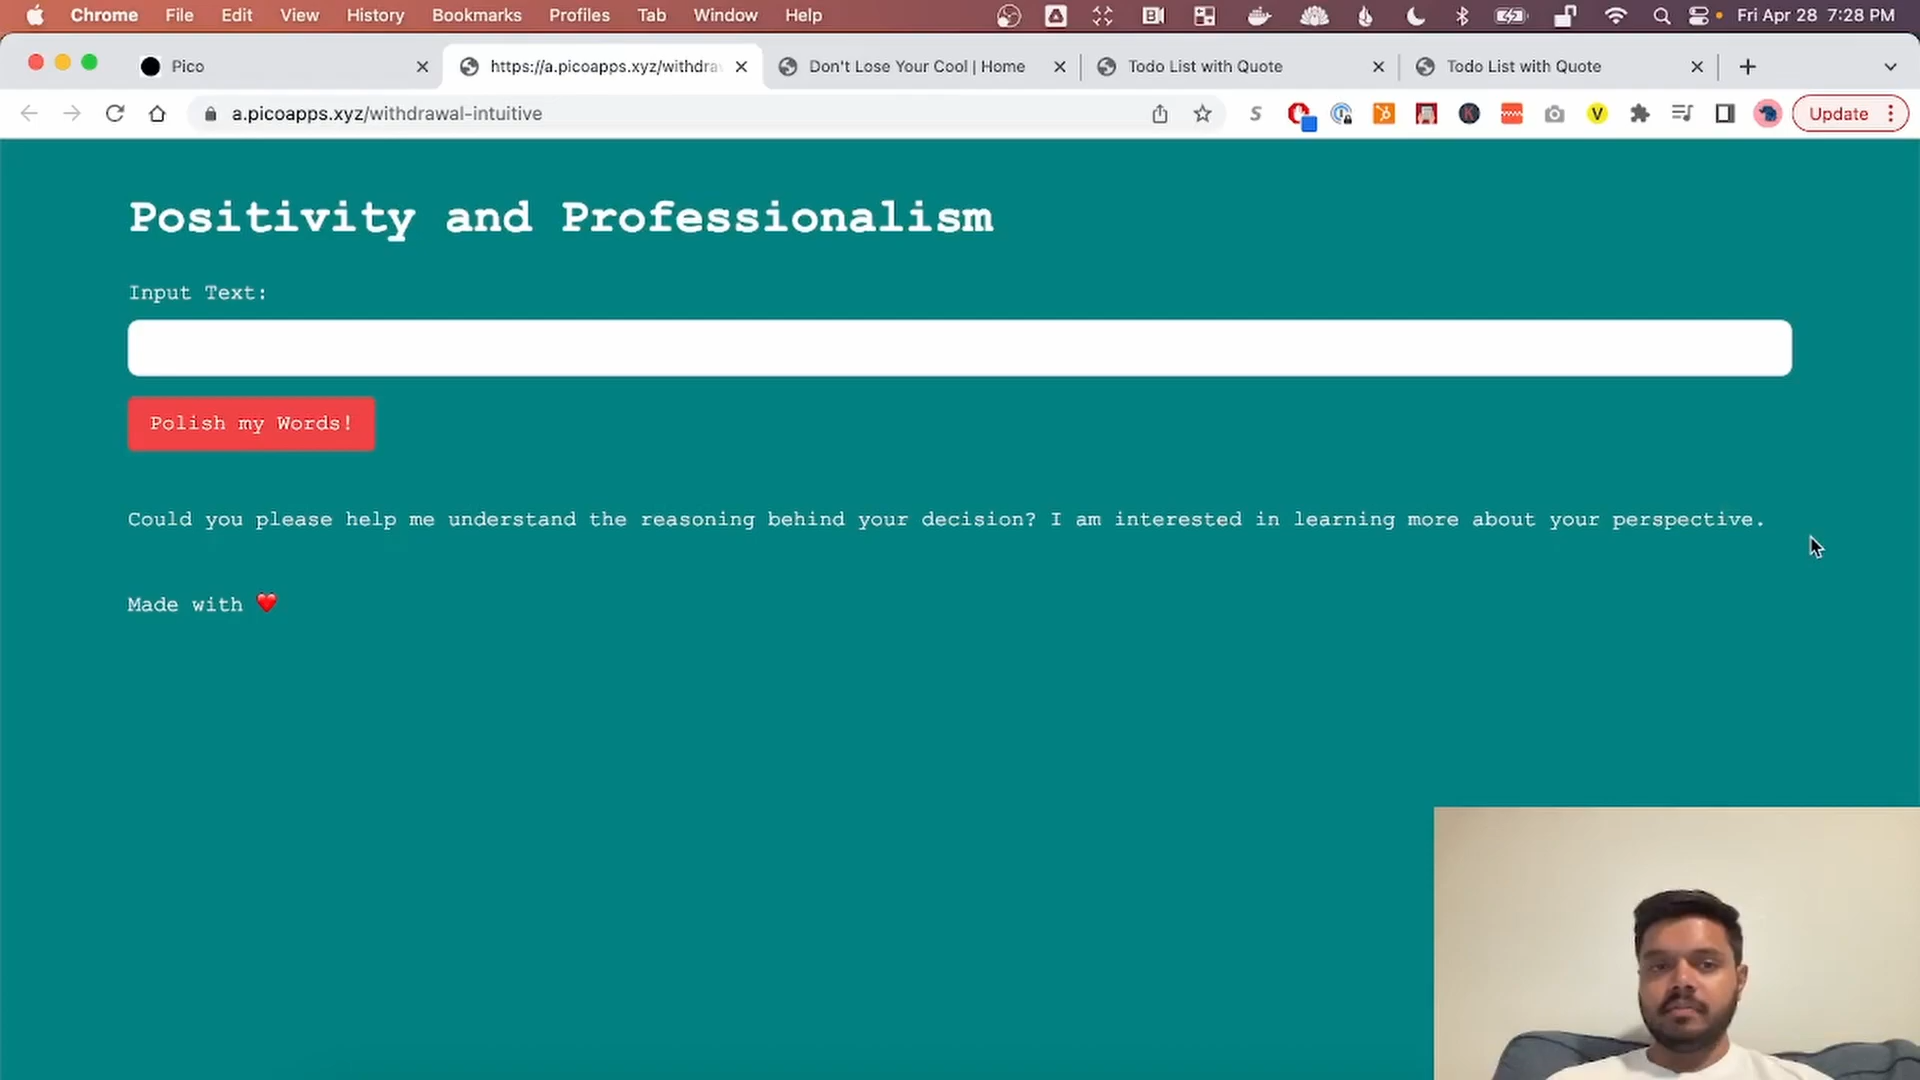 Chrome File Edit View History Bookmarks Profiles Tab Window Help Fri Apr 28 7:28 PM
Pico https://a.picoapps.xyz/withdra Don't Lose Your Cool | Home Todo List with Quote Todo List with Quote
a.picoapps.xyz/withdrawal-intuitive S K V Update
Positivity and Professionalism
Input Text:
Polish my Words!
Could you please help me understand the reasoning behind your decision? I am interested in learning more about your perspective.
Made with ❤️